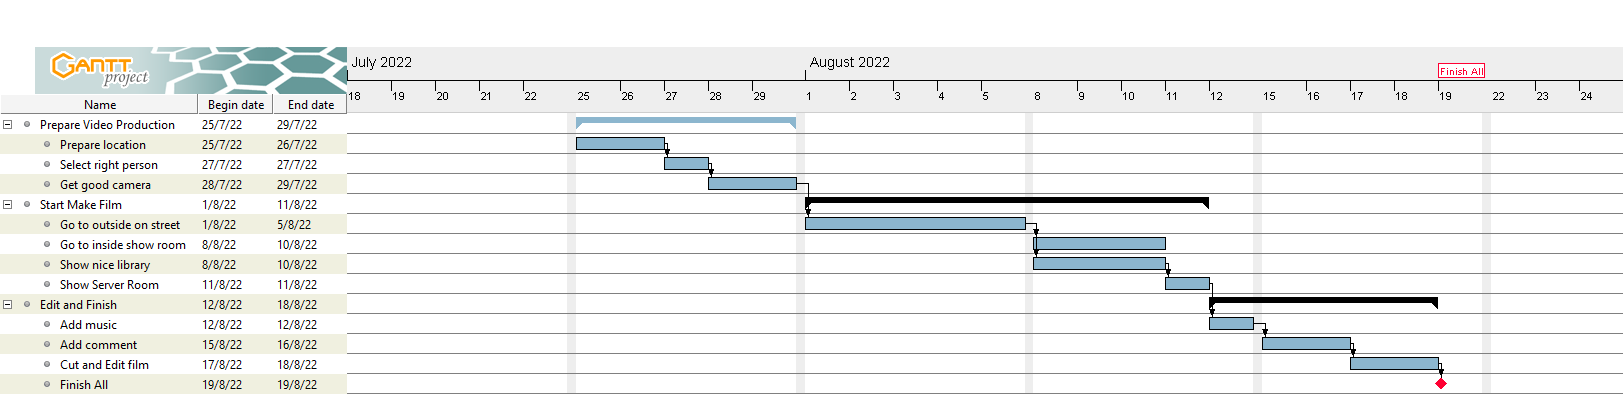 GANTT
project
July 2022
August 2022
Finish All
18 19 20 21 22 25 26 27 28 29 1 2 3 4 5 8 9 10 11 12 15 16 17 18 19 22 23 24
Name Begin date End date
Prepare Video Production 25/7/22 29/7/22
Prepare location 25/7/22 26/7/22
Select right person 27/7/22 27/7/22
Get good camera 28/7/22 29/7/22
Start Make Film 1/8/22 11/8/22
Go to outside on street 1/8/22 5/8/22
Go to inside show room 8/8/22 10/8/22
Show nice library 8/8/22 10/8/22
Show Server Room 11/8/22 11/8/22
Edit and Finish 12/8/22 18/8/22
Add music 12/8/22 12/8/22
Add comment 15/8/22 16/8/22
Cut and Edit film 17/8/22 18/8/22
Finish All 19/8/22 19/8/22